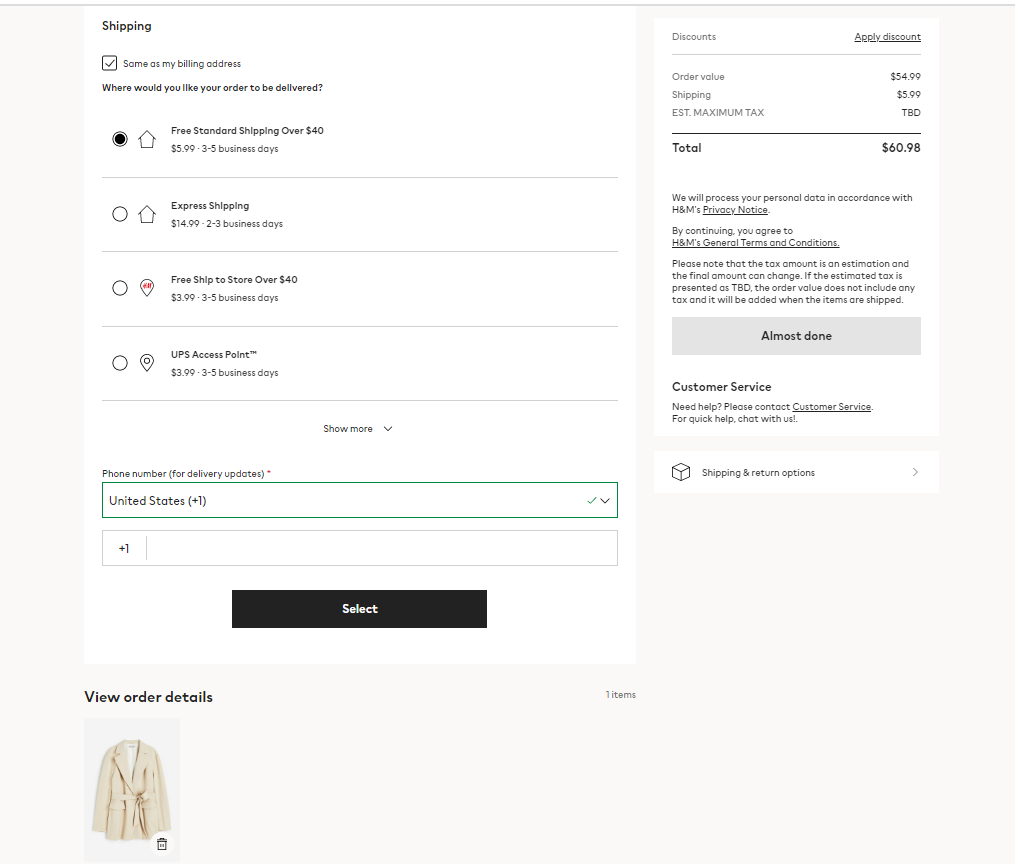 Shipping
Same as my billing address
Where would you like your order to be delivered?
Free Standard Shipping Over $40
$5.99 · 3-5 business days
Express Shipping
$14.99 · 2-3 business days
H&M
Free Ship to Store Over $40
$3.99 · 3-5 business days
UPS Access Point™
$3.99 · 3-5 business days
Show more
Phone number (for delivery updates) *
United States (+1)
+1
Select
View order details
1 items
Discounts
Apply discount
Order value
$54.99
Shipping
$5.99
EST. MAXIMUM TAX
TBD
Total
$60.98
We will process your personal data in accordance with
H&M's Privacy Notice.
By continuing, you agree to
H&M's General Terms and Conditions.
Please note that the tax amount is an estimation and
the final amount can change. If the estimated tax is
presented as TBD, the order value does not include any
tax and it will be added when the items are shipped.
Almost done
Customer Service
Need help? Please contact Customer Service.
For quick help, chat with us!.
Shipping & return options